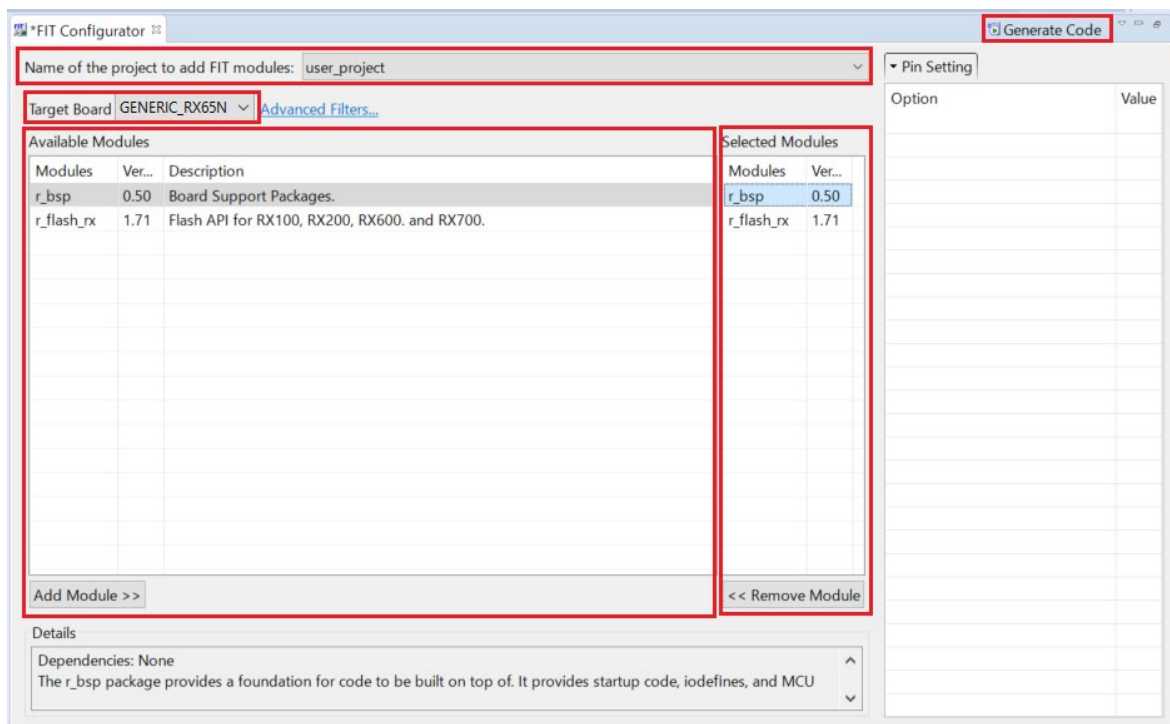 *FIT Configurator
Generate Code
Name of the project to add FIT modules: user_project
Pin Setting
Target Board GENERIC_RX65N Advanced Filters...
Option Value
Available Modules
Modules Ver... Description
r_bsp 0.50 Board Support Packages.
r_flash_rx 1.71 Flash API for RX100, RX200, RX600. and RX700.
Add Module >>
Selected Modules
Modules Ver...
r_bsp 0.50
r_flash_rx 1.71
<< Remove Module
Details
Dependencies: None
The r_bsp package provides a foundation for code to be built on top of. It provides startup code, iodefines, and MCU